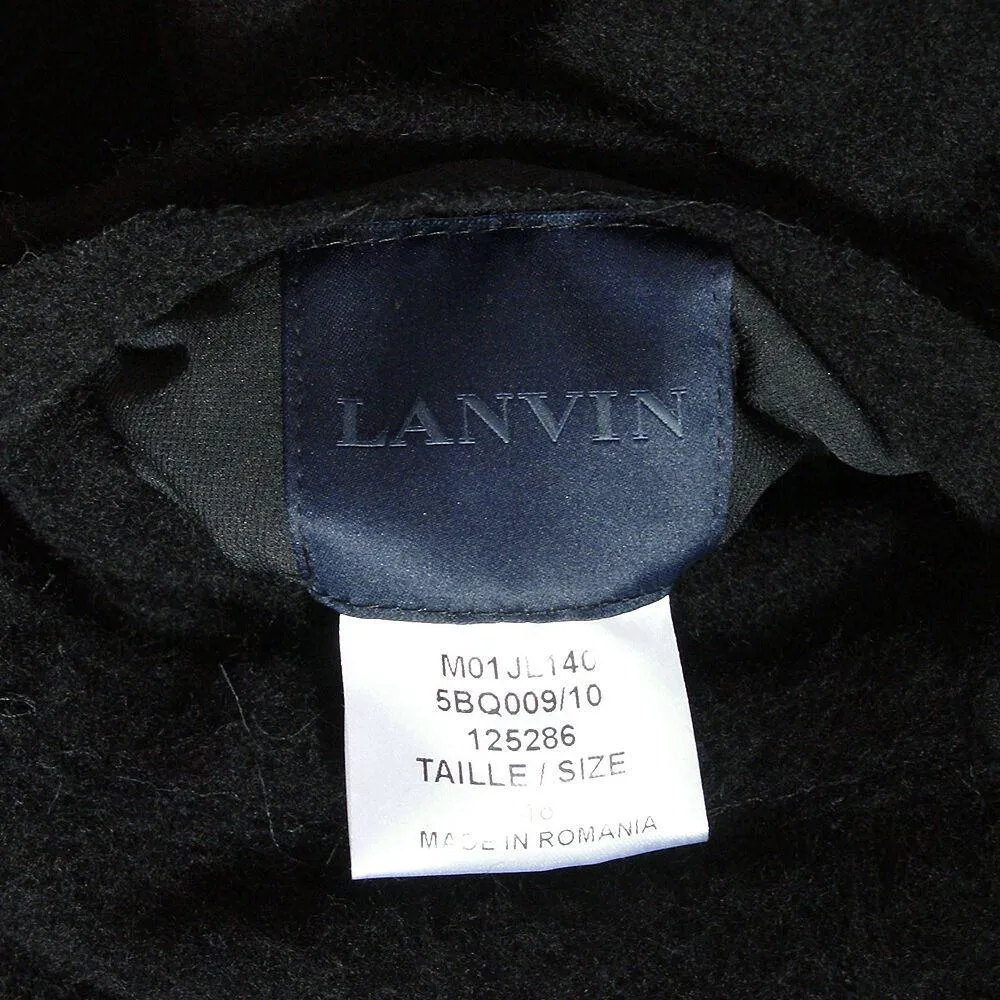 LANVIN
M01JL140
5BQ009/10
125286
TAILLE / SIZE
MADE IN ROMANIA